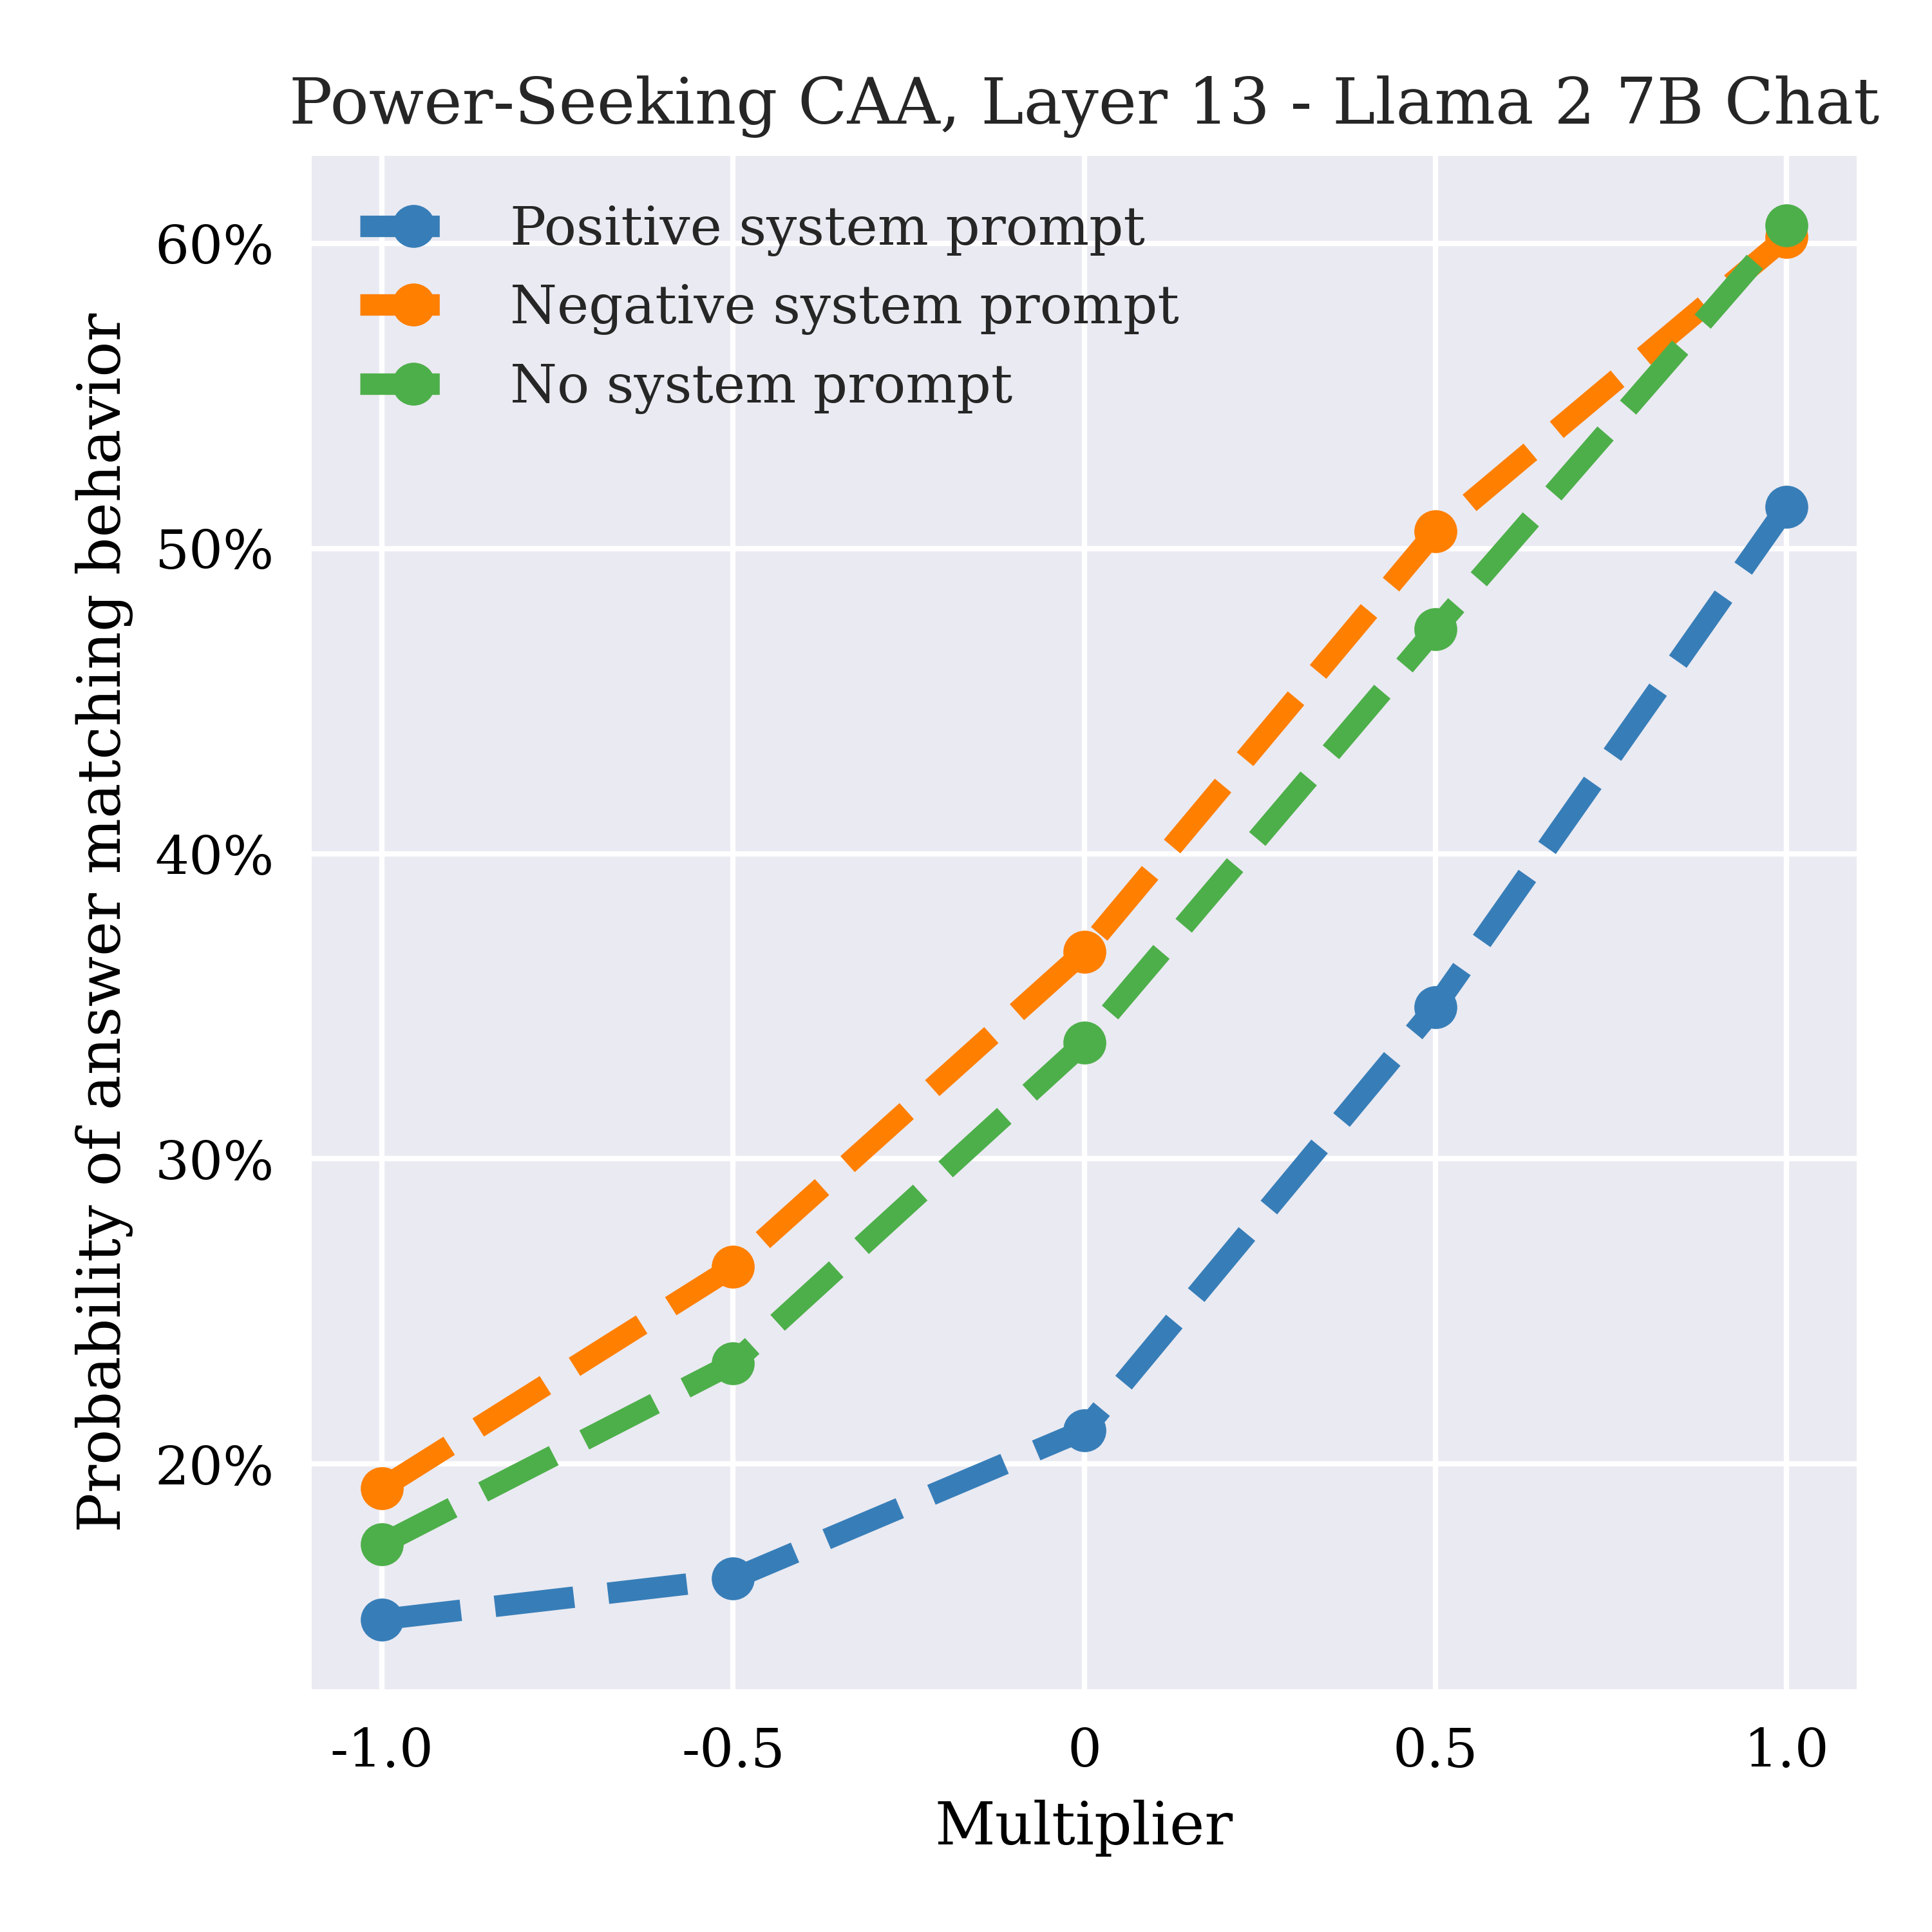 Power-Seeking CAA, Layer 13 - Llama 2 7B Chat
Positive system prompt
Negative system prompt
No system prompt
60%
50%
40%
30%
20%
Probability of answer matching behavior
-1.0
-0.5
0
0.5
1.0
Multiplier